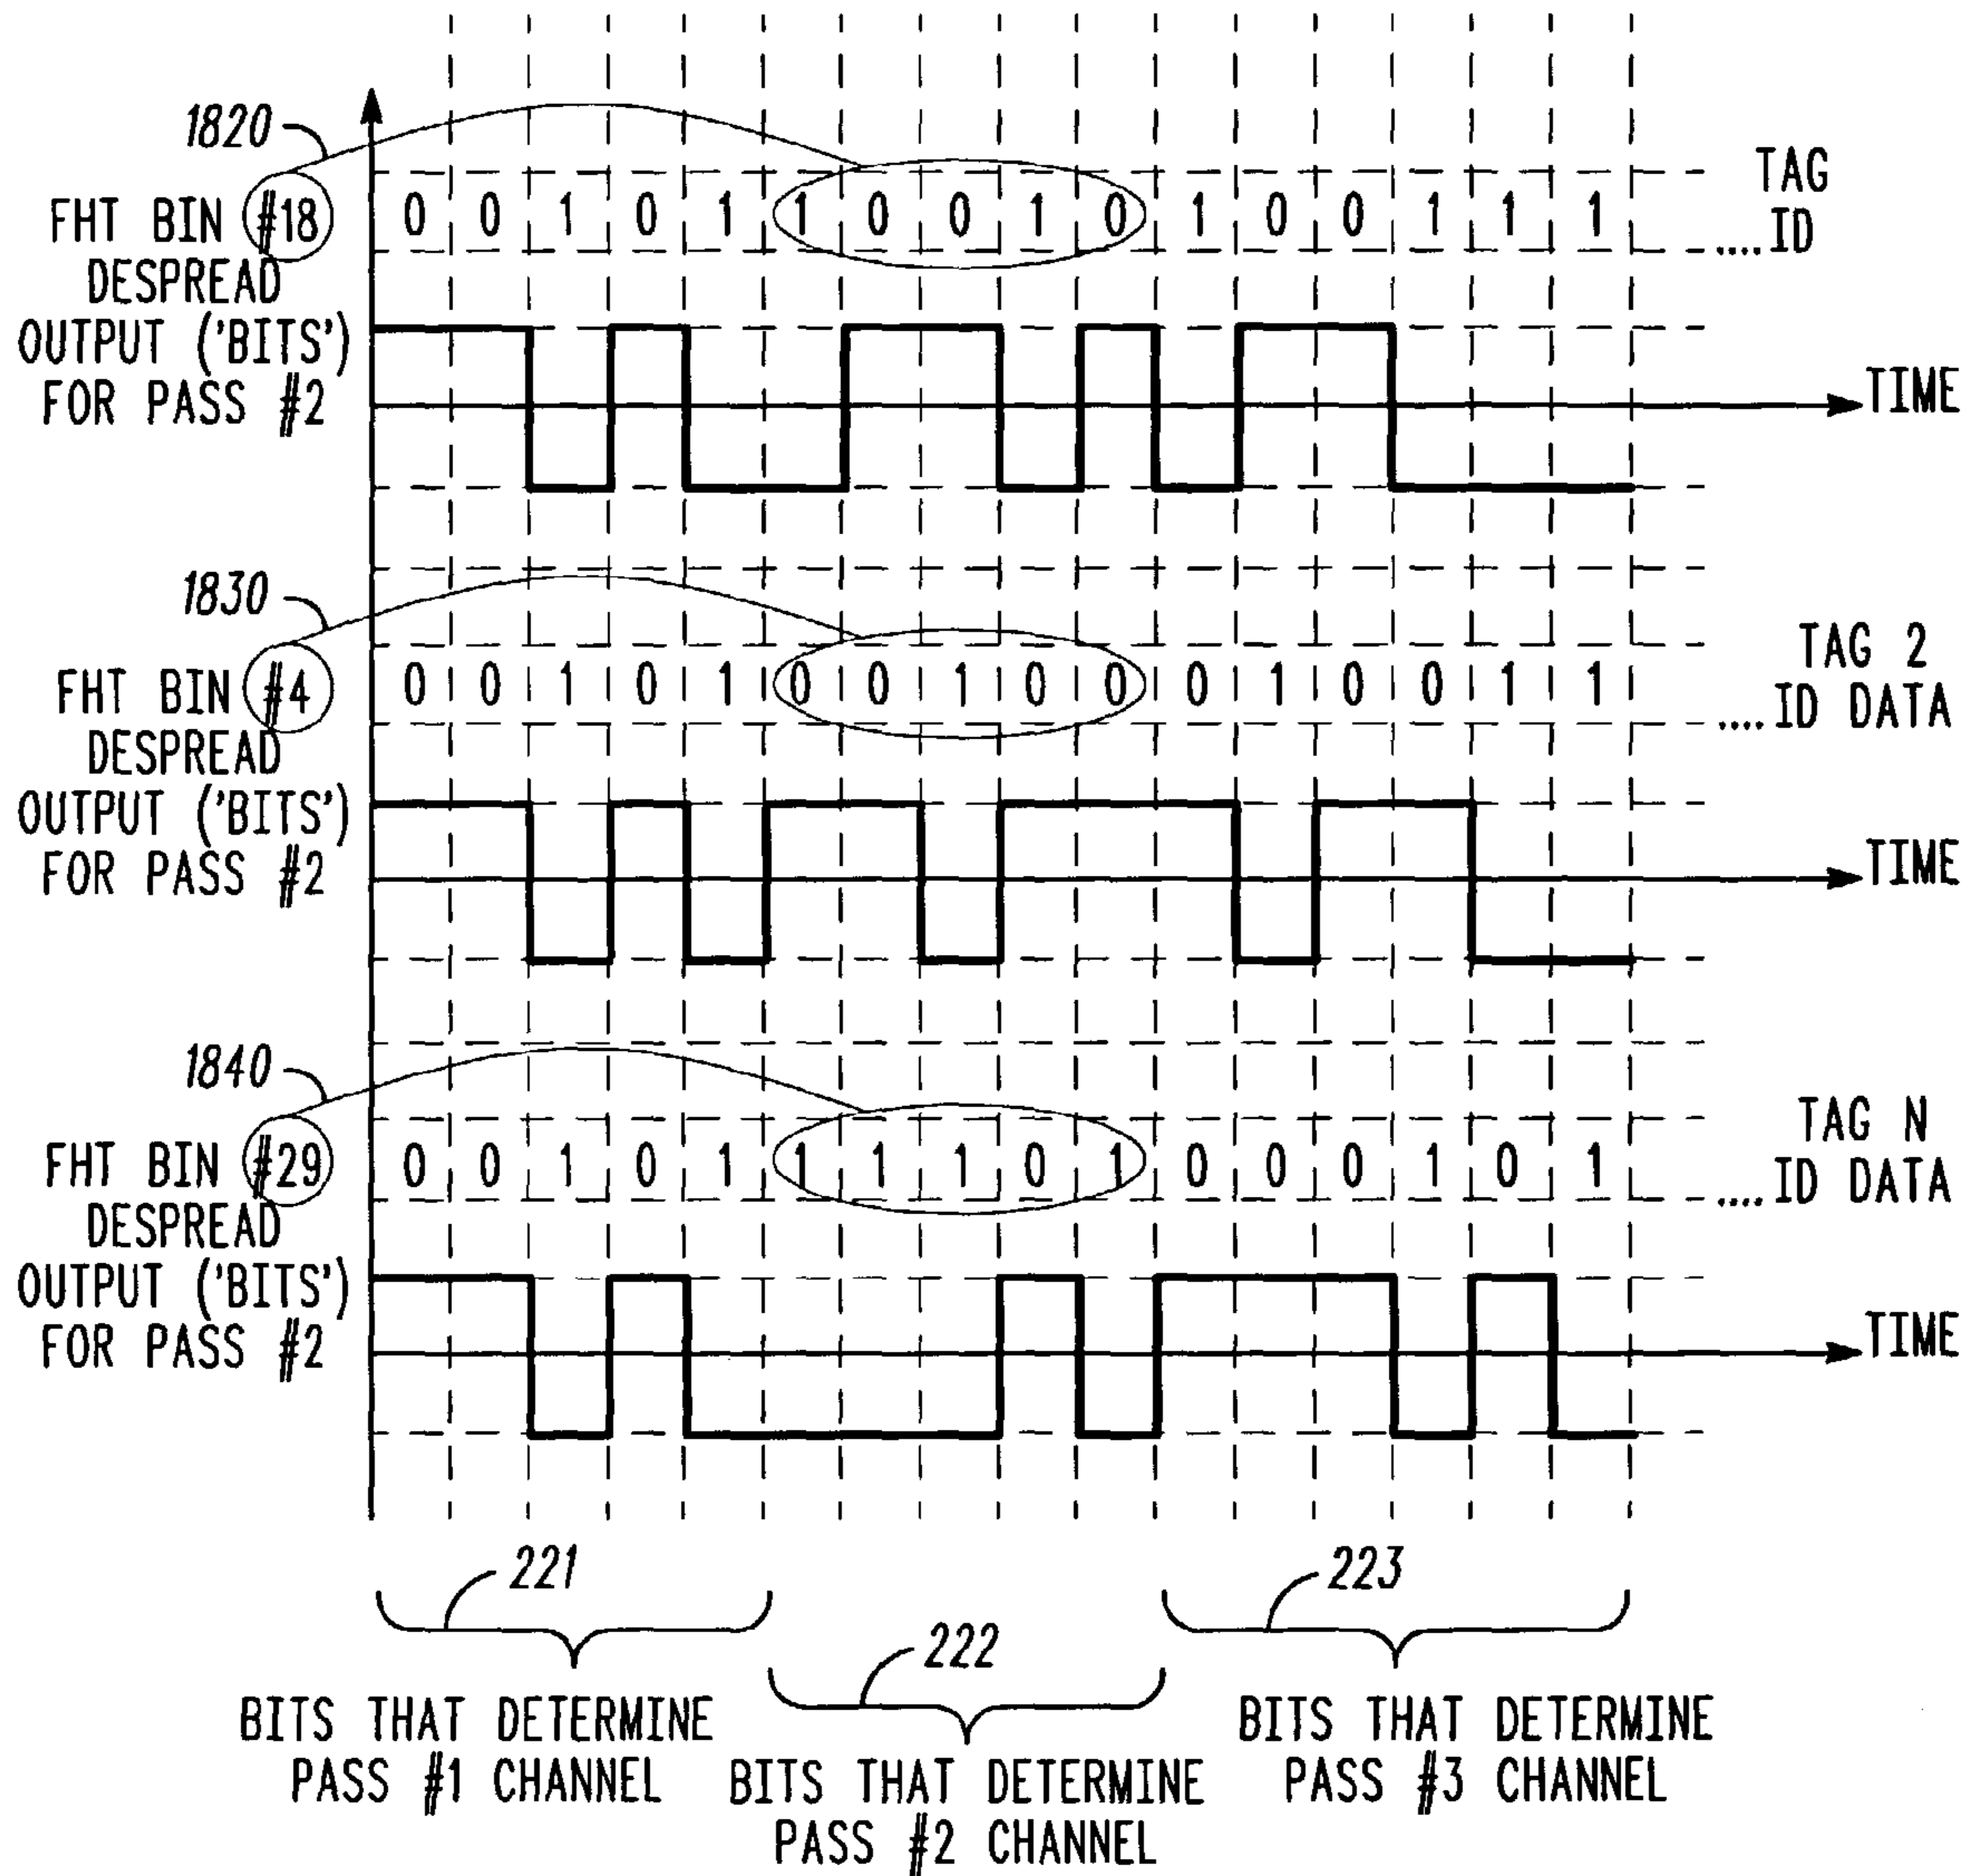 1820
FHT BIN #18
DESPREAD
OUTPUT ('BITS')
FOR PASS #2
0 0 1 0 1 1 0 0 1 0 1 0 0 1 1 1
TAG
.... ID
TIME
1830
FHT BIN #4
DESPREAD
OUTPUT ('BITS')
FOR PASS #2
0 0 1 0 1 0 0 1 0 0 0 1 0 0 1 1
TAG 2
.... ID DATA
TIME
1840
FHT BIN #29
DESPREAD
OUTPUT ('BITS')
FOR PASS #2
0 0 1 0 1 1 1 1 0 1 0 0 0 1 0 1
TAG N
.... ID DATA
TIME
221
BITS THAT DETERMINE
PASS #1 CHANNEL
222
BITS THAT DETERMINE
PASS #2 CHANNEL
223
BITS THAT DETERMINE
PASS #3 CHANNEL